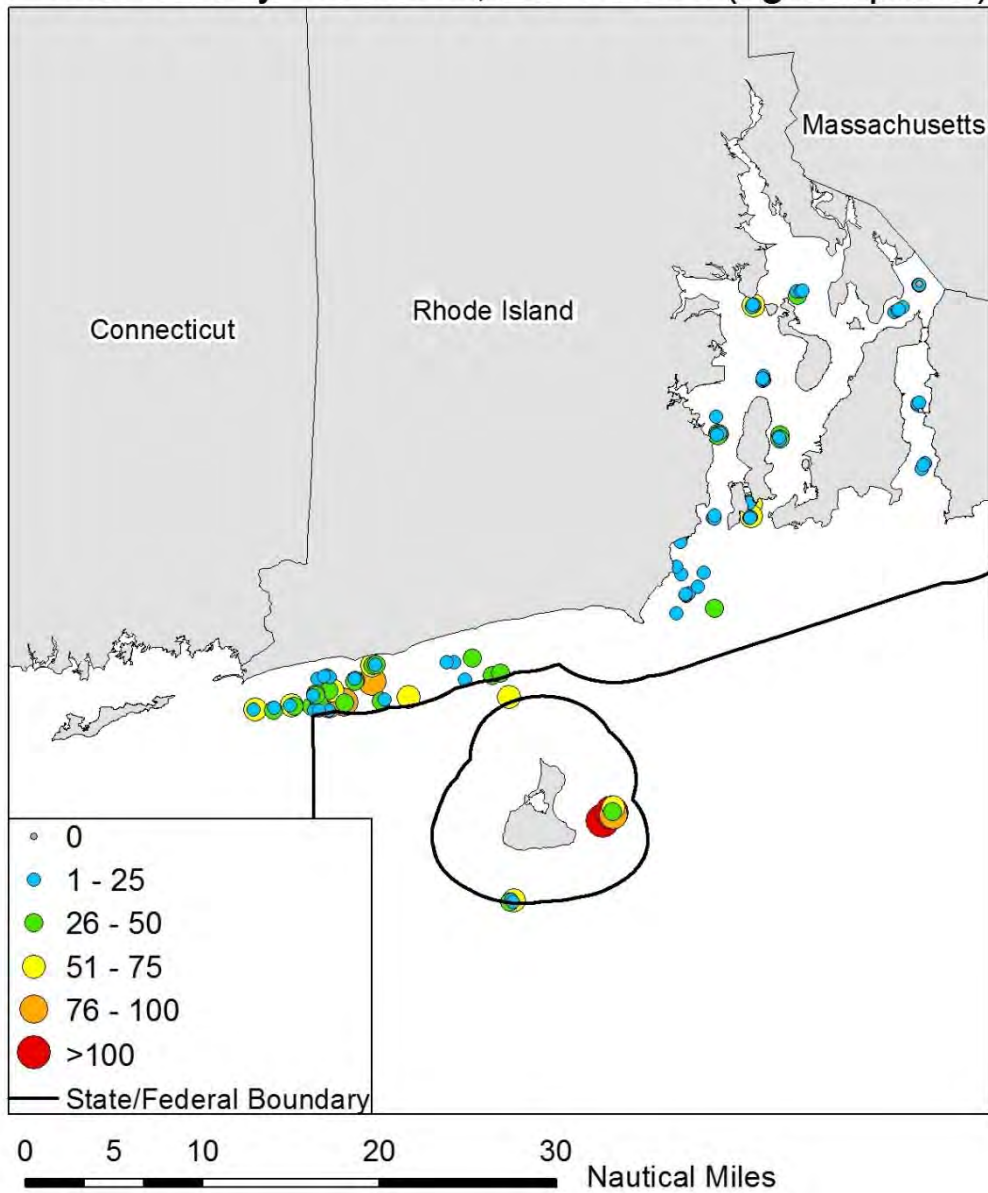 Massachusetts
Rhode Island
Connecticut
0
1 - 25
26 - 50
51 - 75
76 - 100
>100
State/Federal Boundary
0 5 10 20 30
Nautical Miles